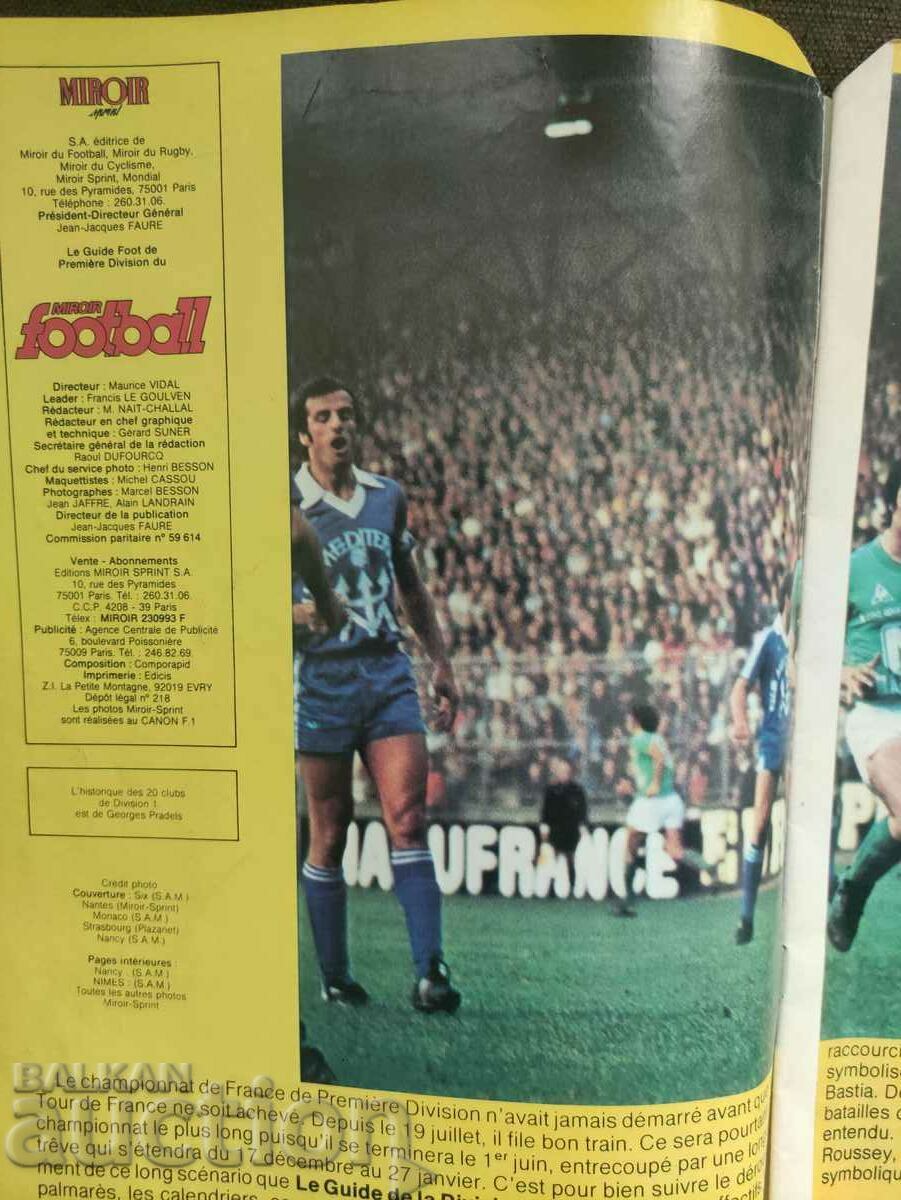 MIROIR
SPRINT
S.A. éditrice de
Miroir du Football, Miroir du Rugby,
Miroir du Cyclisme,
Miroir Sprint, Mondial
10, rue des Pyramides, 75001 Paris
Téléphone : 260.31.06.
Président-Directeur Général
Jean-Jacques FAURE
Le Guide Foot de
Première Division du
MIROIR
football
Directeur : Maurice VIDAL
Leader : Francis LE GOULVEN
Rédacteur : M. NAIT-CHALLAL
Rédacteur en chef graphique
et technique : Gérard SUNER
Secrétaire général de la rédaction
Raoul DUFOURCQ
Chef du service photo : Henri BESSON
Maquettistes : Michel CASSOU
Photographes : Marcel BESSON
Jean JAFFRE, Alain LANDRAIN
Directeur de la publication
Jean-Jacques FAURE
Commission paritaire n° 59 614
Vente - Abonnements
Editions MIROIR SPRINT S.A.
10, rue des Pyramides
75001 Paris. Tél. : 260.31.06
C.C.P. 4208 - 39 Paris
Télex : MIROIR 230993 F
Publicité : Agence Centrale de Publicité
6, boulevard Poissonière
75009 Paris. Tél. : 246.82.69
Composition : Comporapid
Imprimerie : Edicis
Z.I. La Petite Montagne, 92019 EVRY
Dépôt légal n° 218
Les photos Miroir-Sprint
sont réalisées au CANON F.1
L'historique des 20 clubs
de Division 1
est de Georges Pradels
Crédit photo
Couverture : Six (S.A.M.)
Nantes (Miroir-Sprint)
Monaco (S.A.M.)
Strasbourg (Plazanet)
Nancy (S.A.M.)
Pages intérieures :
Nancy : (S.A.M.)
NIMES : (S.A.M.)
Toutes les autres photos
Miroir-Sprint
MEDITER
UFRANCE
Le championnat de France de Première Division n'avait jamais démarré avant que
Tour de France ne soit achevé. Depuis le 19 juillet, il file bon train. Ce sera pourta
championnat le plus long puisqu'il se terminera le 1er juin, entrecoupé par une long
trêve qui s'étendra du 17 décembre au 27 janvier. C'est pour bien suivre le déro
ment de ce long scénario que Le Guide de la Divis
palmarès, les calendriers,
raccourci
symbolise
Bastia. De
batailles
entendu.
Roussey,
symbolique
BALKAN
auction